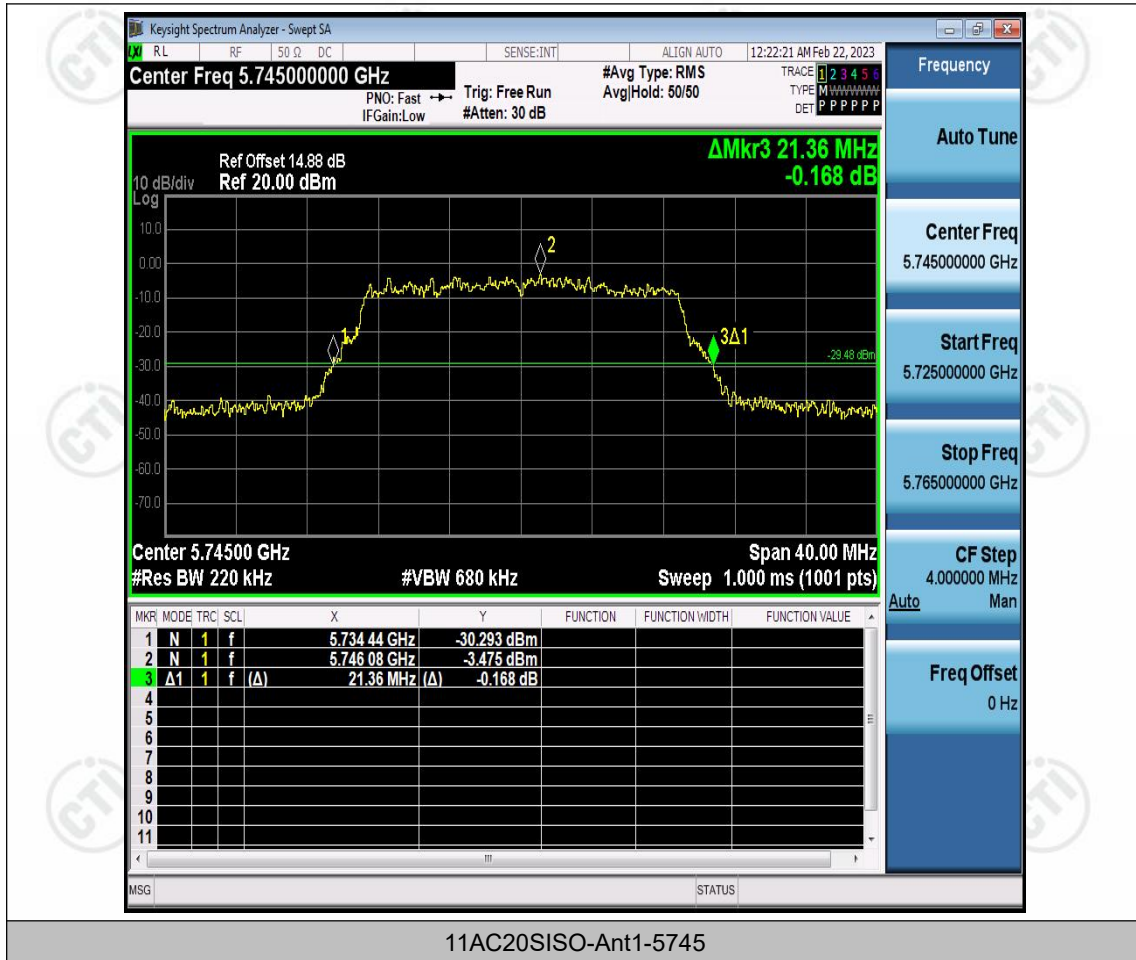 Keysight Spectrum Analyzer - Swept SA
LXI RL RF 50 Ω DC SENSE:INT ALIGN AUTO 12:22:21 AM Feb 22, 2023
Center Freq 5.745000000 GHz
PNO: Fast
IFGain:Low
Trig: Free Run
#Atten: 30 dB
#Avg Type: RMS
Avg|Hold: 50/50
TRACE 1 2 3 4 5 6
TYPE M WWWWW
DET P P P P P P
ΔMkr3 21.36 MHz
-0.168 dB
Ref Offset 14.88 dB
10 dB/div Ref 20.00 dBm
Log
10.0
0.00
-10.0
-20.0
-30.0
-40.0
-50.0
-60.0
-70.0
2
1
3Δ1
-29.48 dBm
Center 5.74500 GHz Span 40.00 MHz
#Res BW 220 kHz #VBW 680 kHz Sweep 1.000 ms (1001 pts)
MKR MODE TRC SCL X Y FUNCTION FUNCTION WIDTH FUNCTION VALUE
1 N 1 f 5.734 44 GHz -30.293 dBm
2 N 1 f 5.746 08 GHz -3.475 dBm
3 Δ1 1 f (Δ) 21.36 MHz (Δ) -0.168 dB
4
5
6
7
8
9
10
11
MSG STATUS
Frequency
Auto Tune
Center Freq
5.745000000 GHz
Start Freq
5.725000000 GHz
Stop Freq
5.765000000 GHz
CF Step
4.000000 MHz
Auto Man
Freq Offset
0 Hz
CTI
CTI
CTI
CTI
CTI
CTI
11AC20SISO-Ant1-5745